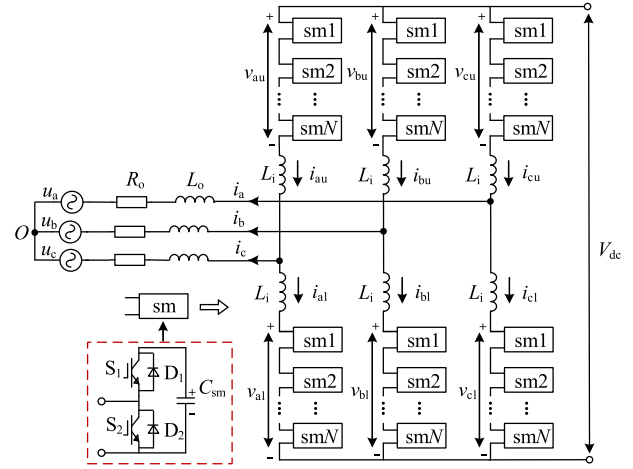 + sm1 + sm1 + sm1
v_au sm2 v_bu sm2 v_cu sm2
smN smN smN
- - -
L_i i_au L_i i_bu L_i i_cu
R_o L_o
u_a i_a
O u_b i_b
u_c i_c
V_dc
L_i i_al L_i i_bl L_i i_cl
sm
+ sm1 + sm1 + sm1
S_1 D_1 + C_sm -
v_al sm2 v_bl sm2 v_cl sm2
S_2 D_2
smN smN smN
- - -